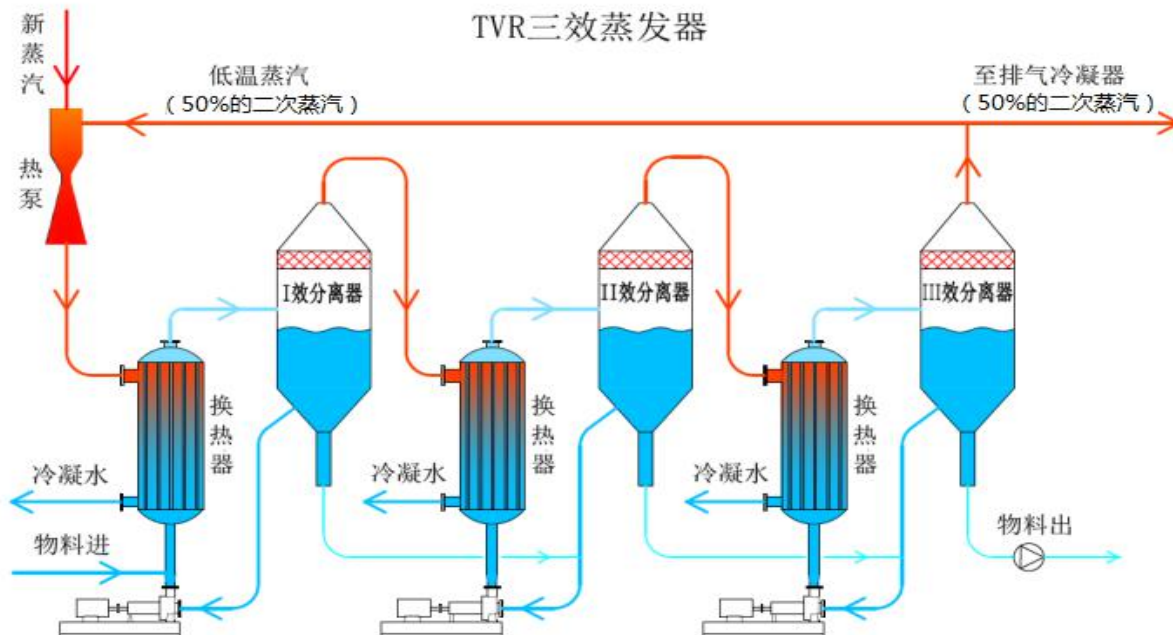 TVR三效蒸发器
新蒸汽
低温蒸汽
（50%的二次蒸汽）
至排气冷凝器
（50%的二次蒸汽）
热泵
I效分离器
II效分离器
III效分离器
换热器
换热器
换热器
冷凝水
冷凝水
冷凝水
物料进
物料出